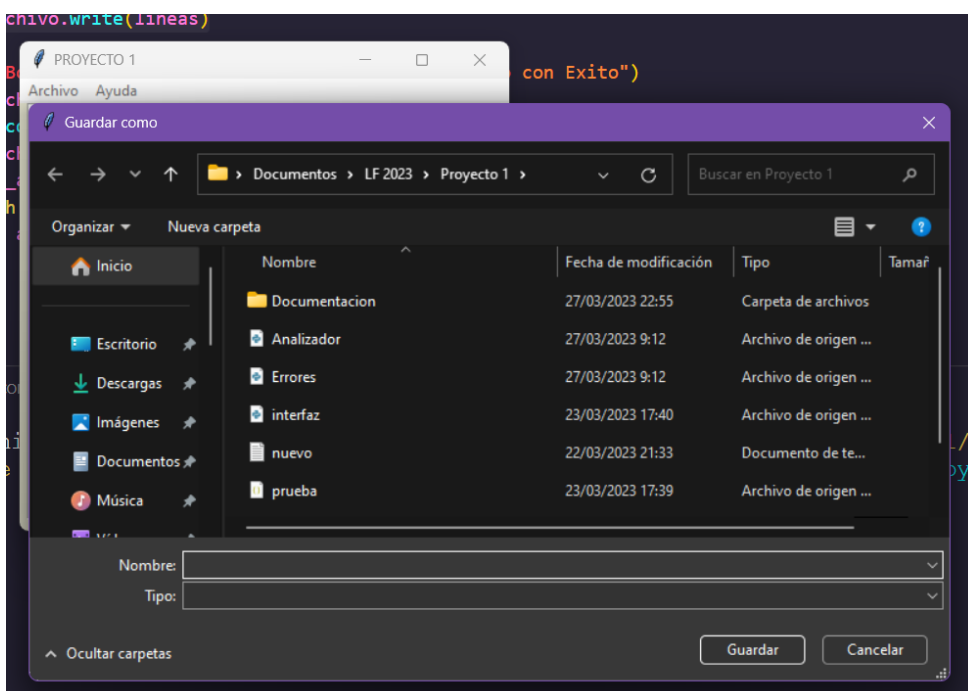 chivo.write(lineas)
PROYECTO 1
con Exito")
Archivo Ayuda
Guardar como
Documentos > LF 2023 > Proyecto 1 >
Buscar en Proyecto 1
Organizar Nueva carpeta
Inicio
Nombre Fecha de modificación Tipo Tamañ
Documentacion 27/03/2023 22:55 Carpeta de archivos
Escritorio
Analizador 27/03/2023 9:12 Archivo de origen ...
Descargas
Errores 27/03/2023 9:12 Archivo de origen ...
Imágenes
interfaz 23/03/2023 17:40 Archivo de origen ...
Documentos
nuevo 22/03/2023 21:33 Documento de te...
Música
prueba 23/03/2023 17:39 Archivo de origen ...
Nombre:
Tipo:
Ocultar carpetas
Guardar Cancelar